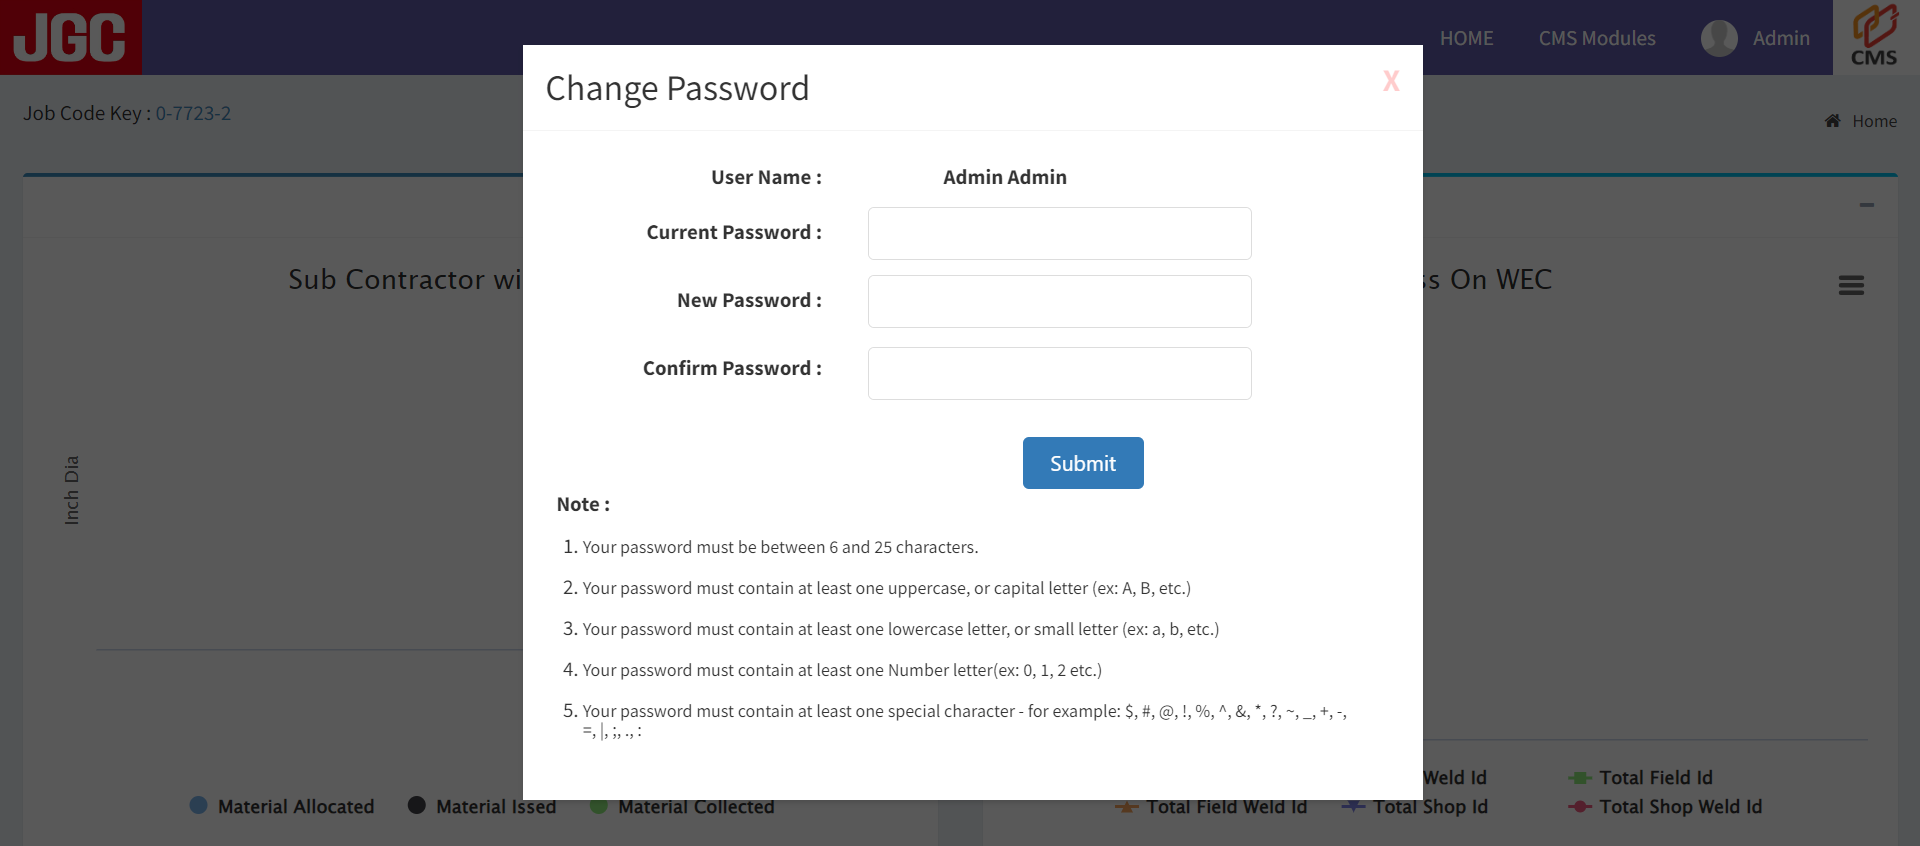 JGC
HOME
CMS Modules
Admin
CMS
Job Code Key : 0-7723-2
Home
Change Password
X
User Name :
Admin Admin
Current Password :
New Password :
Confirm Password :
Submit
Note :
1. Your password must be between 6 and 25 characters.
2. Your password must contain at least one uppercase, or capital letter (ex: A, B, etc.)
3. Your password must contain at least one lowercase letter, or small letter (ex: a, b, etc.)
4. Your password must contain at least one Number letter(ex: 0, 1, 2 etc.)
5. Your password must contain at least one special character - for example: $, #, @, !, %, ^, &, *, ?, ~, _, +, -,
=, |, ;, ., :
Sub Contractor wi
ss On WEC
Inch Dia
Material Allocated
Material Issed
Material Collected
Weld Id
Total Field Id
Total Field Weld Id
Total Shop Id
Total Shop Weld Id